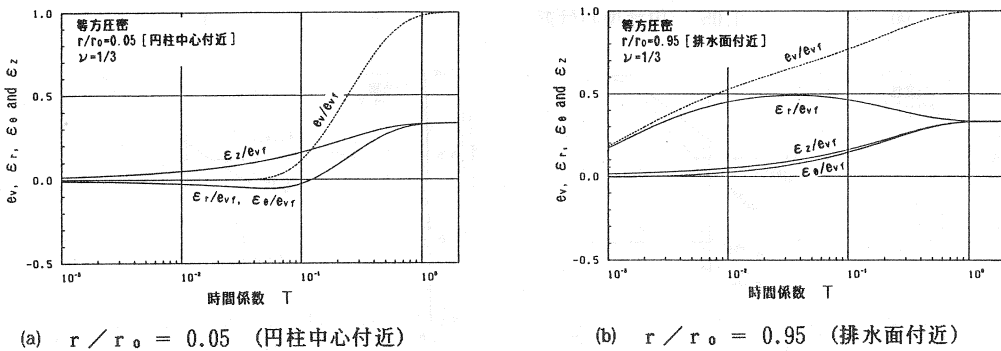 等方圧密
r/r₀=0.05 [円柱中心付近]
ν=1/3
1.0
0.5
0.0
-0.5
eᵥ, εᵣ, εθ and ε_z
eᵥ/eᵥf
ε_z/eᵥf
εᵣ/eᵥf, εθ/eᵥf
10⁻³
10⁻²
10⁻¹
10⁰
時間係数 T
(a) r / r₀ = 0.05 (円柱中心付近)
等方圧密
r/r₀=0.95 [排水面付近]
ν=1/3
1.0
0.5
0.0
-0.5
eᵥ, εᵣ, εθ and ε_z
eᵥ/eᵥf
εᵣ/eᵥf
ε_z/eᵥf
εθ/eᵥf
10⁻³
10⁻²
10⁻¹
10⁰
時間係数 T
(b) r / r₀ = 0.95 (排水面付近)